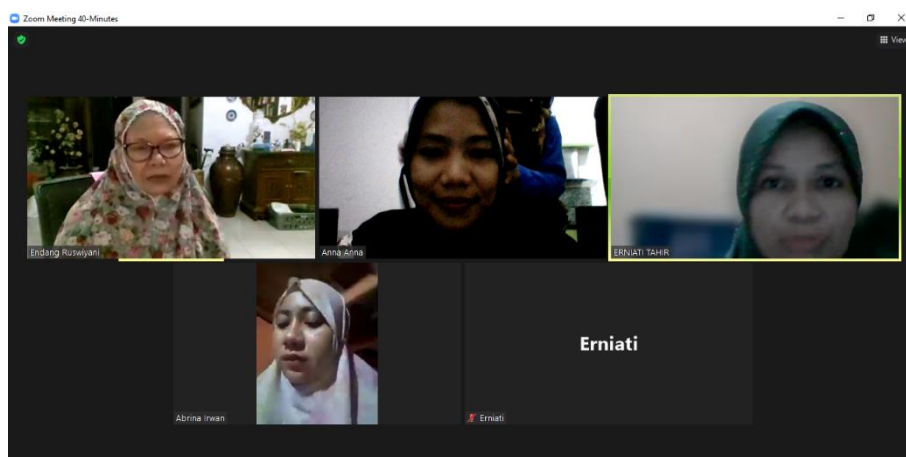 Zoom Meeting 40-Minutes
View
Endang Ruswiyani
Anna Anna
ERNIATI TAHIR
Abrina Irwan
Erniati
Erniati